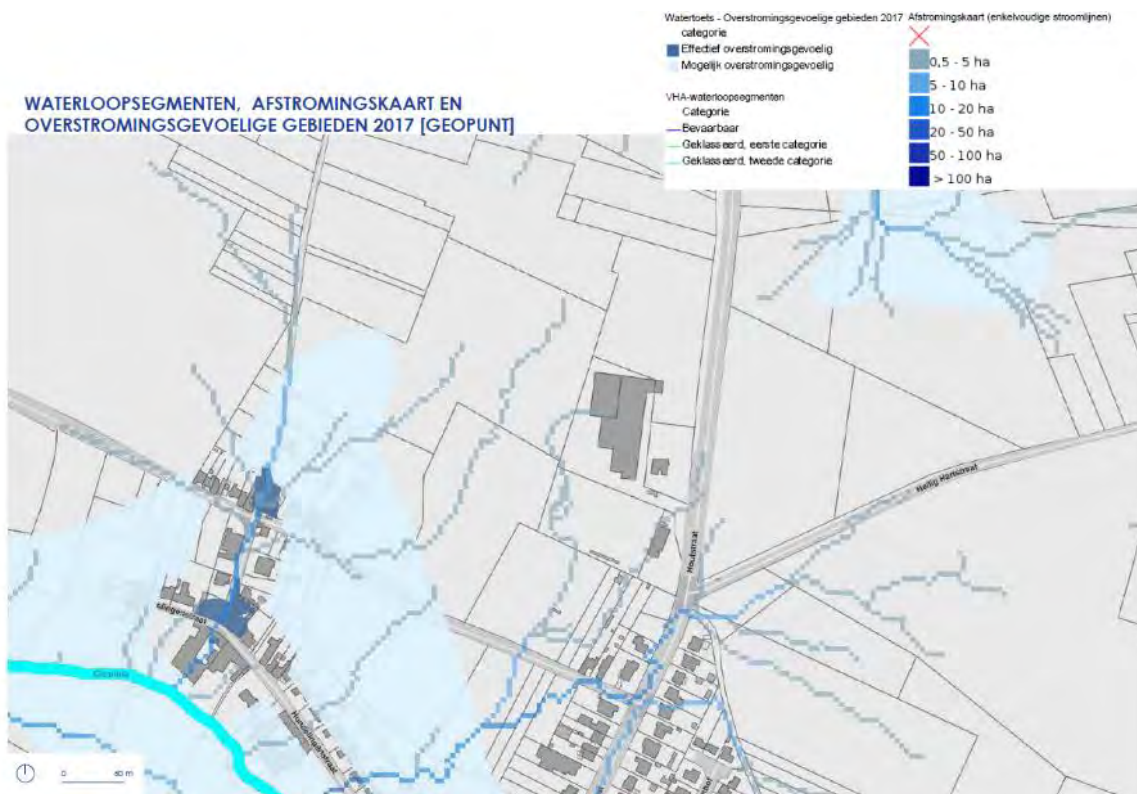 Watertoets - Overstromingsgevoelige gebieden 2017
categorie
Effectief overstromingsgevoelig
Mogelijk overstromingsgevoelig
VHA-waterloopsegmenten
Categorie
Bevaarbaar
Geklasseerd, eerste categorie
Geklasseerd, tweede categorie
Afstromingskaart (enkelvoudige stroomlijnen)
0,5 - 5 ha
5 - 10 ha
10 - 20 ha
20 - 50 ha
50 - 100 ha
> 100 ha
WATERLOOPSEGMENTEN, AFSTROMINGSKAART EN
OVERSTROMINGSGEVOELIGE GEBIEDEN 2017 [GEOPUNT]
Heilig Hartstraat
Houtstraat
0 80 m